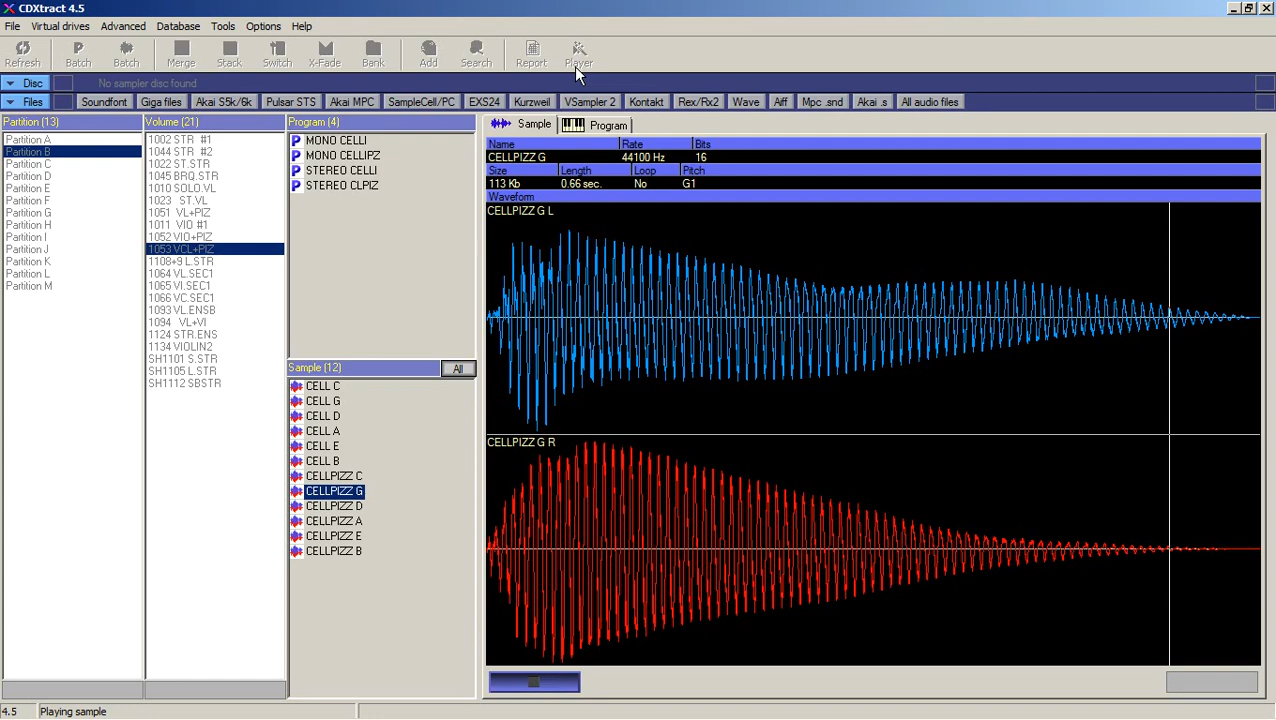 CDXtract 4.5
File Virtual drives Advanced Database Tools Options Help
Refresh Batch Batch Merge Stack Switch X-Fade Bank Add Search Report Player
Disc No sampler disc found
Files Soundfont Giga files Akai S5k/6k Pulsar STS Akai MPC SampleCell/PC EXS24 Kurzweil VSampler 2 Kontakt Rex/Rx2 Wave Aiff Mpc .snd Akai .s All audio files
Partition (13)
Partition A
Partition B
Partition C
Partition D
Partition E
Partition F
Partition G
Partition H
Partition I
Partition J
Partition K
Partition L
Partition M
Volume (21)
1002 STR #1
1044 STR #2
1022 ST.STR
1045 BRQ.STR
1010 SOLO.VL
1023 ST.VL
1051 VL+PIZ
1011 VIO #1
1052 VIO+PIZ
1053 VCL+PIZ
1108+9 L.STR
1064 VL.SEC1
1065 VI.SEC1
1066 VC.SEC1
1093 VL.ENSB
1094 VL+VI
1124 STR.ENS
1134 VIOLIN2
SH1101 S.STR
SH1105 L.STR
SH1112 SBSTR
Program (4)
MONO CELLI
MONO CELLIPZ
STEREO CELLI
STEREO CLPIZ
Sample (12) All
CELL C
CELL G
CELL D
CELL A
CELL E
CELL B
CELLPIZZ C
CELLPIZZ G
CELLPIZZ D
CELLPIZZ A
CELLPIZZ E
CELLPIZZ B
Sample Program
Name Rate Bits
CELLPIZZ G 44100 Hz 16
Size Length Loop Pitch
113 Kb 0.66 sec. No G1
Waveform
CELLPIZZ G L
CELLPIZZ G R
4.5 Playing sample